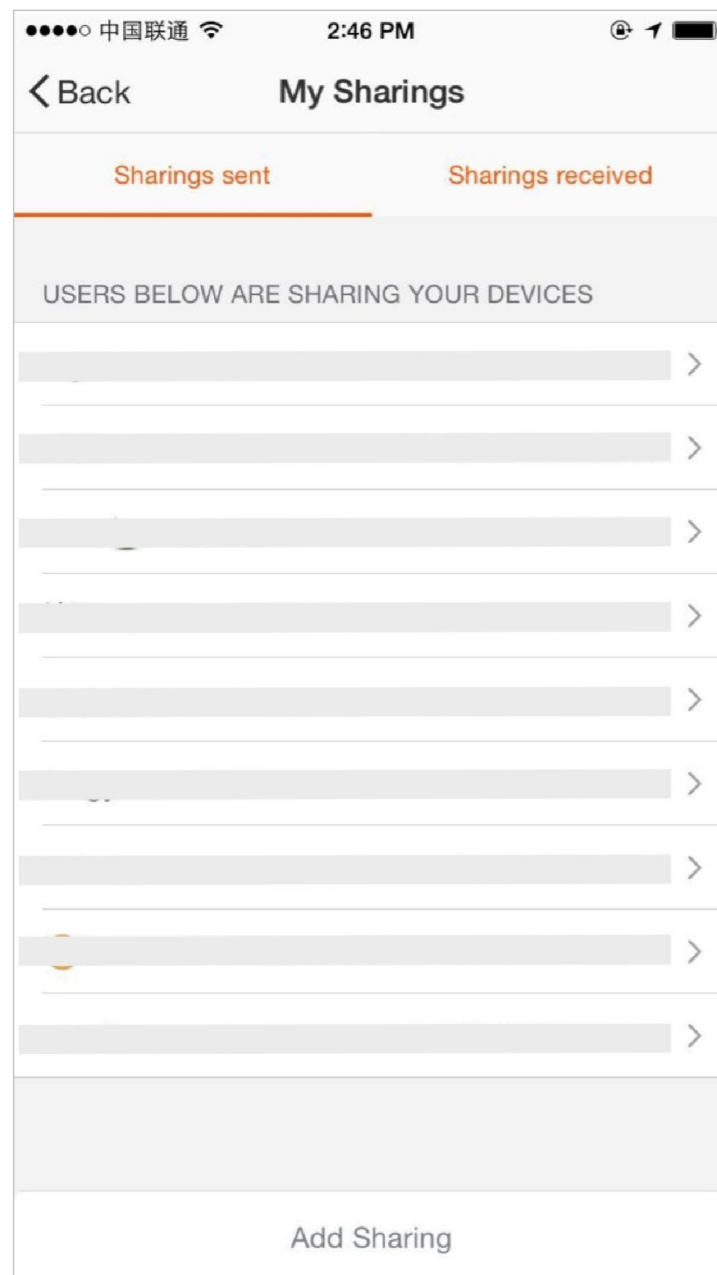 中国联通 2:46 PM
Back My Sharings
Sharings sent Sharings received
USERS BELOW ARE SHARING YOUR DEVICES
Add Sharing